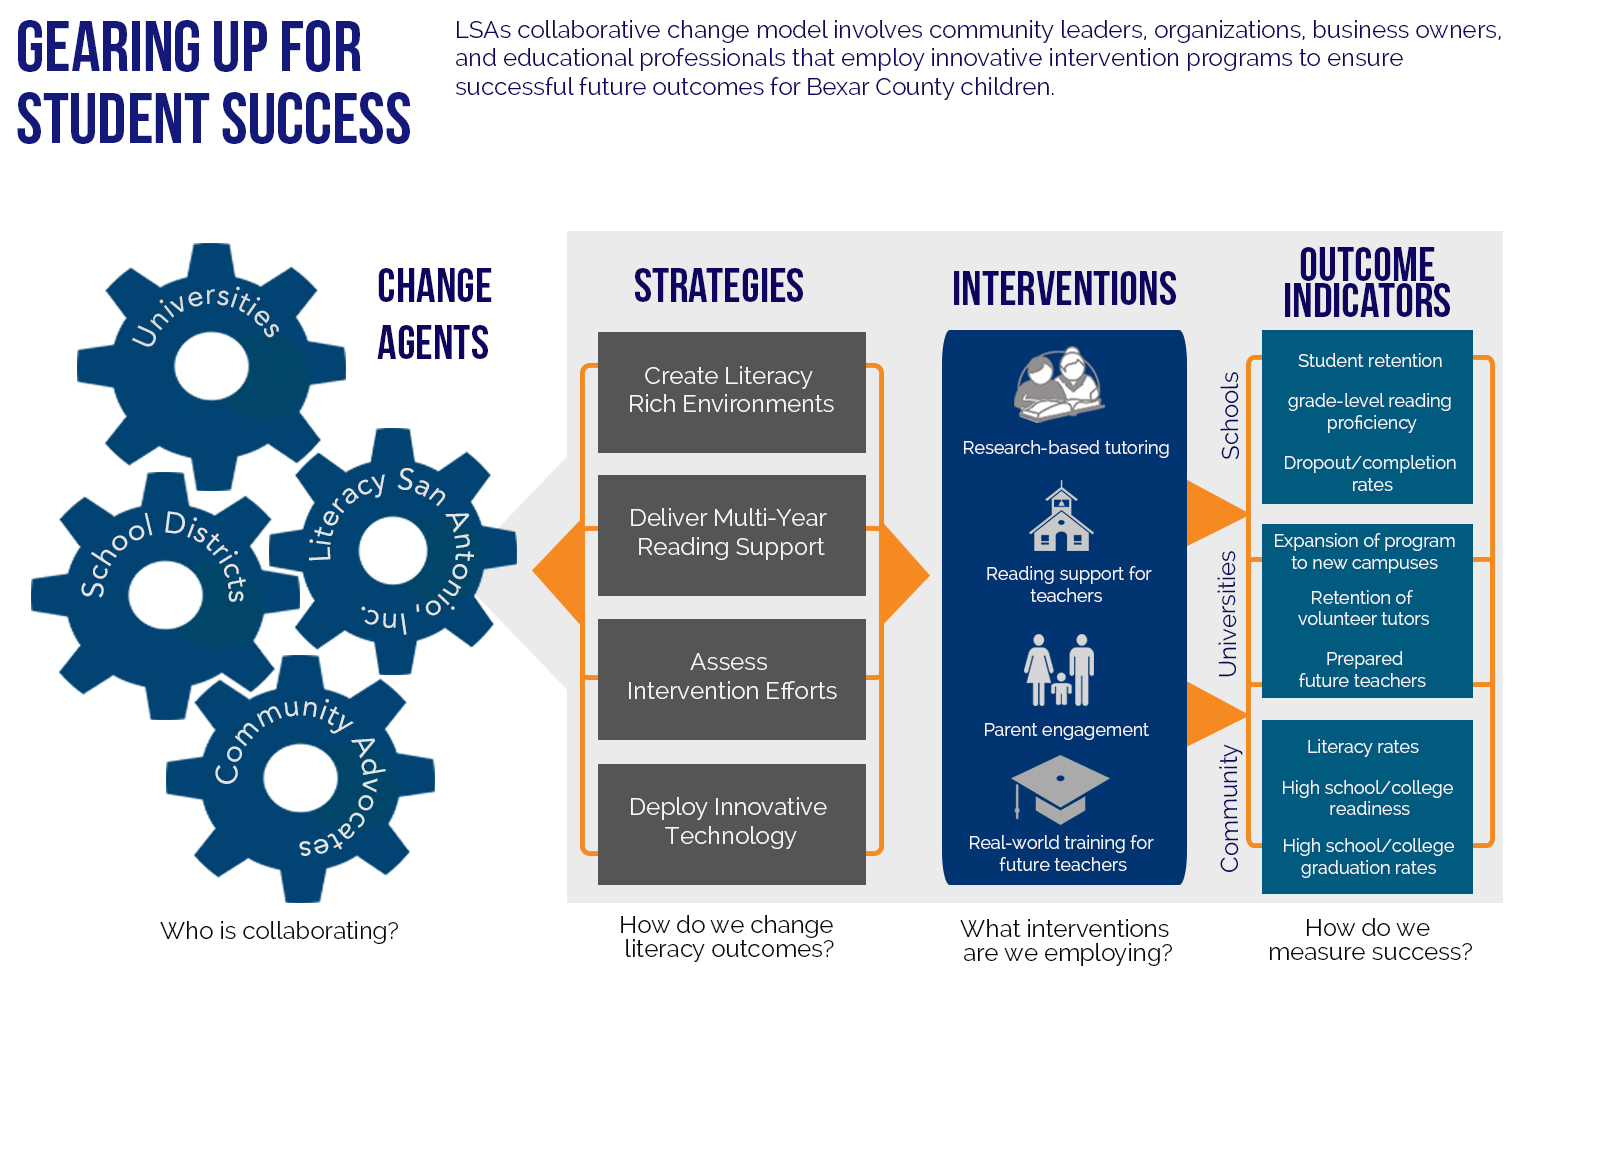 GEARING UP FOR
STUDENT SUCCESS
LSAs collaborative change model involves community leaders, organizations, business owners,
and educational professionals that employ innovative intervention programs to ensure
successful future outcomes for Bexar County children.
CHANGE
AGENTS
Universities
School Districts
Literacy San Antonio, Inc.
Community Advocates
Who is collaborating?
STRATEGIES
Create Literacy
Rich Environments
Deliver Multi-Year
Reading Support
Assess
Intervention Efforts
Deploy Innovative
Technology
How do we change
literacy outcomes?
INTERVENTIONS
Research-based tutoring
Reading support for
teachers
Parent engagement
Real-world training for
future teachers
What interventions
are we employing?
OUTCOME
INDICATORS
Schools
Student retention
grade-level reading
proficiency
Dropout/completion
rates
Universities
Expansion of program
to new campuses
Retention of
volunteer tutors
Prepared
future teachers
Community
Literacy rates
High school/college
readiness
High school/college
graduation rates
How do we
measure success?